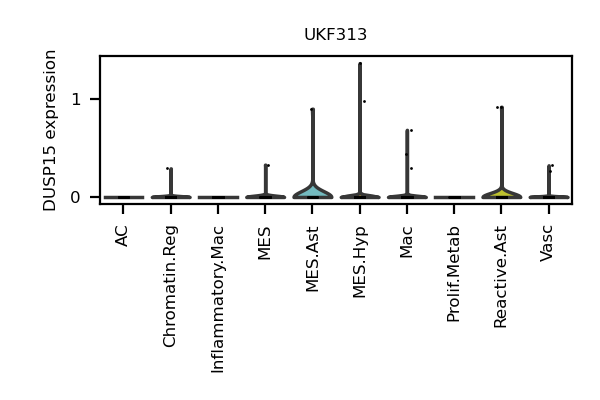 UKF313
DUSP15 expression
1
0
AC
Chromatin.Reg
Inflammatory.Mac
MES
MES.Ast
MES.Hyp
Mac
Prolif.Metab
Reactive.Ast
Vasc